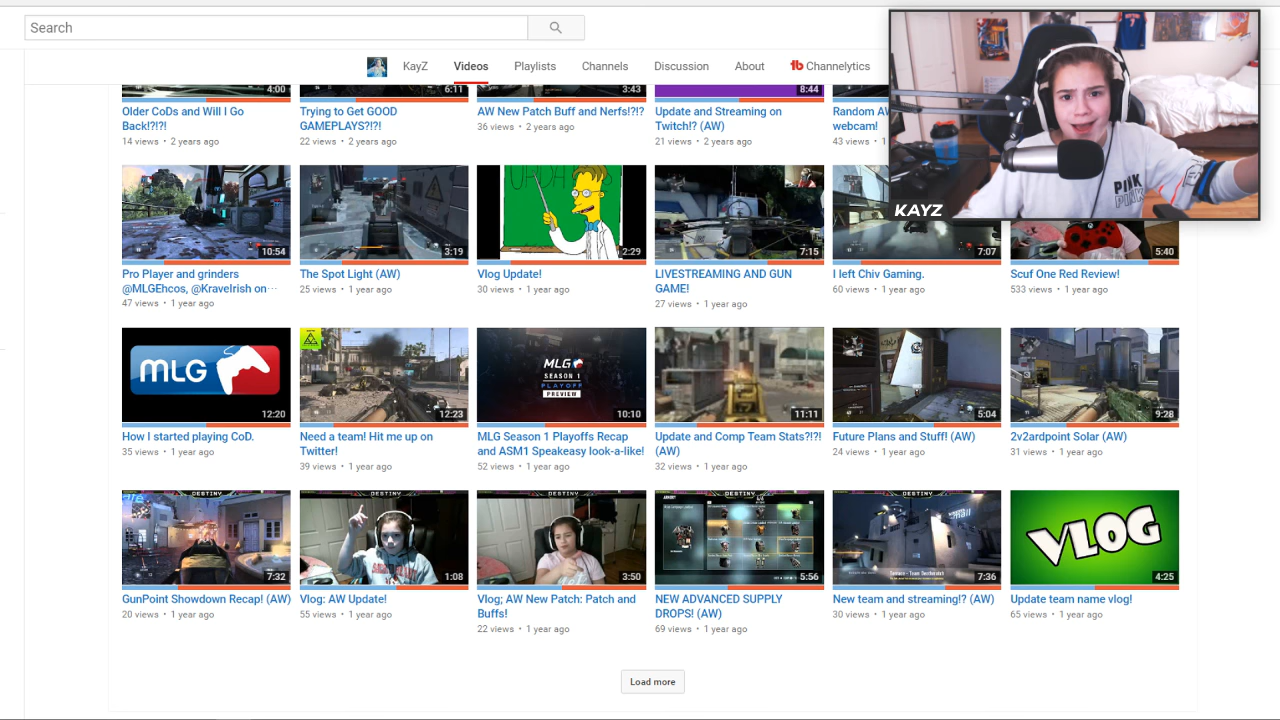 Search
KayZ
Videos
Playlists
Channels
Discussion
About
Channelytics
KAYZ
PINK
PINK
4:00
6:11
3:43
8:44
Older CoDs and Will I Go
Back!?!?!
14 views • 2 years ago
Trying to Get GOOD
GAMEPLAYS?!?!
22 views • 2 years ago
AW New Patch Buff and Nerfs!?!?
36 views • 2 years ago
Update and Streaming on
Twitch!? (AW)
21 views • 2 years ago
Random
webcam!
43 views •
10:54
Pro Player and grinders
@MLGEhcos, @KraveIrish on…
47 views • 1 year ago
3:19
The Spot Light (AW)
25 views • 1 year ago
2:29
Vlog Update!
30 views • 1 year ago
7:15
LIVESTREAMING AND GUN
GAME!
27 views • 1 year ago
7:07
I left Chiv Gaming.
60 views • 1 year ago
5:40
Scuf One Red Review!
533 views • 1 year ago
MLG
12:20
How I started playing CoD.
35 views • 1 year ago
12:23
Need a team! Hit me up on
Twitter!
39 views • 1 year ago
MLG
SEASON 1
PLAYOFF
PREVIEW
10:10
MLG Season 1 Playoffs Recap
and ASM1 Speakeasy look-a-like!
52 views • 1 year ago
11:11
Update and Comp Team Stats?!?!
(AW)
32 views • 1 year ago
5:04
Future Plans and Stuff! (AW)
24 views • 1 year ago
9:28
2v2ardpoint Solar (AW)
31 views • 1 year ago
DESTINY
7:32
GunPoint Showdown Recap! (AW)
20 views • 1 year ago
DESTINY
1:08
Vlog: AW Update!
55 views • 1 year ago
DESTINY
3:50
Vlog; AW New Patch: Patch and
Buffs!
22 views • 1 year ago
DESTINY
5:56
NEW ADVANCED SUPPLY
DROPS! (AW)
69 views • 1 year ago
DESTINY
7:36
New team and streaming!? (AW)
30 views • 1 year ago
VLOG
4:25
Update team name vlog!
65 views • 1 year ago
Load more